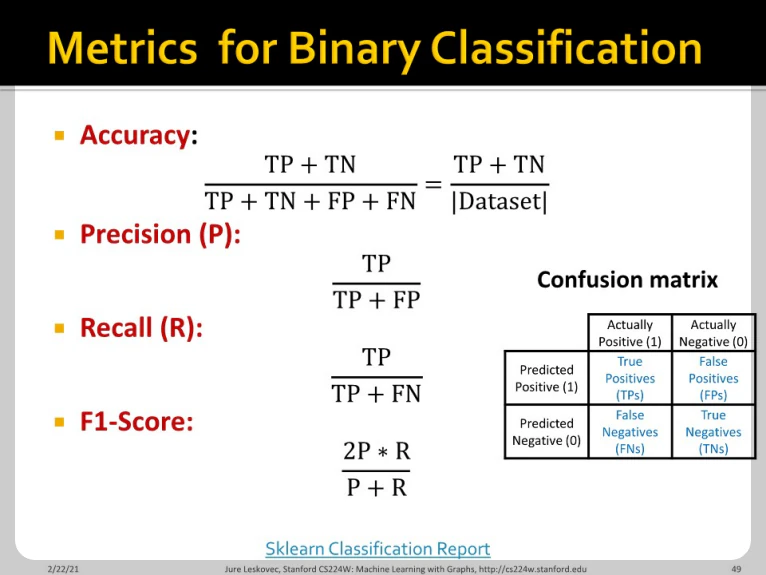 Metrics for Binary Classification
Accuracy:
TP + TN
TP + TN + FP + FN
=
TP + TN
|Dataset|
Precision (P):
TP
TP + FP
Recall (R):
TP
TP + FN
F1-Score:
2P ∗ R
P + R
Confusion matrix
Actually
Positive (1)
Actually
Negative (0)
Predicted
Positive (1)
True
Positives
(TPs)
False
Positives
(FPs)
Predicted
Negative (0)
False
Negatives
(FNs)
True
Negatives
(TNs)
Sklearn Classification Report
2/22/21
Jure Leskovec, Stanford CS224W: Machine Learning with Graphs, http://cs224w.stanford.edu
49